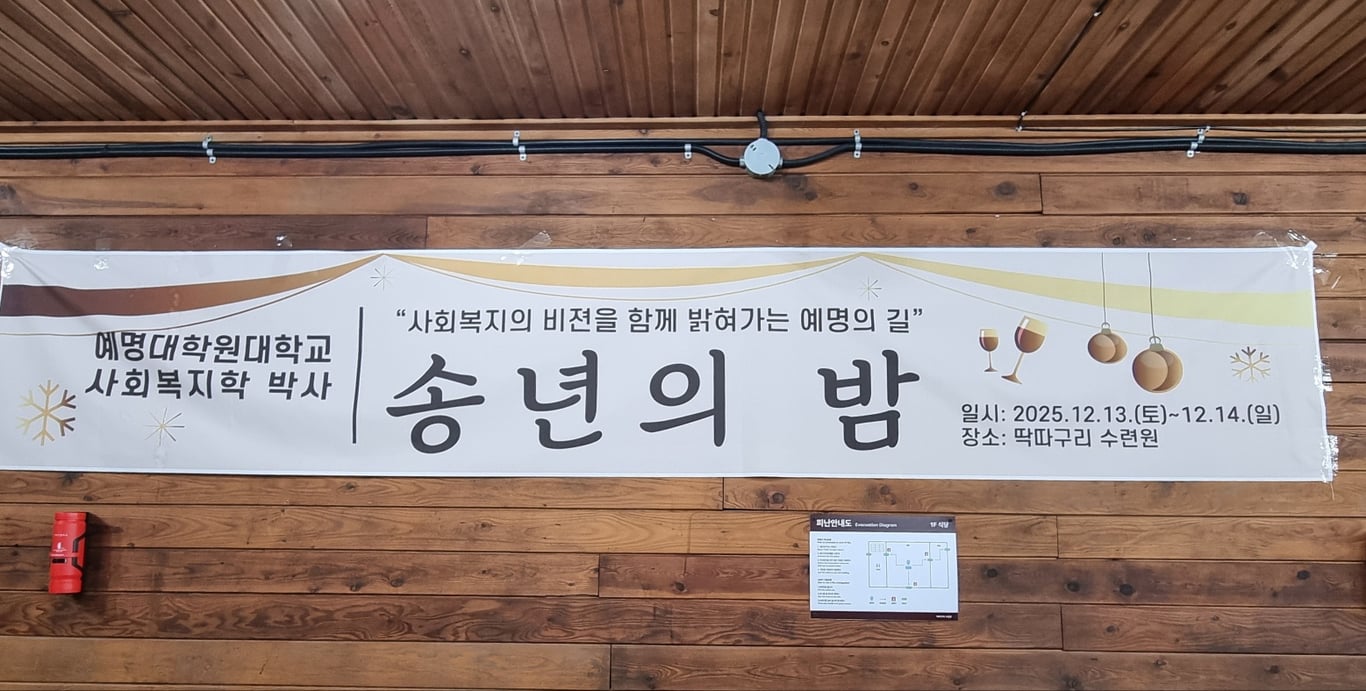 예명대학원대학교
사회복지학 박사
“사회복지의 비젼을 함께 밝혀가는 예명의 길”
송년의 밤
일시: 2025.12.13.(토)~12.14.(일)
장소: 딱따구리 수련원
피난안내도 Evacuation Diagram 1F 식당